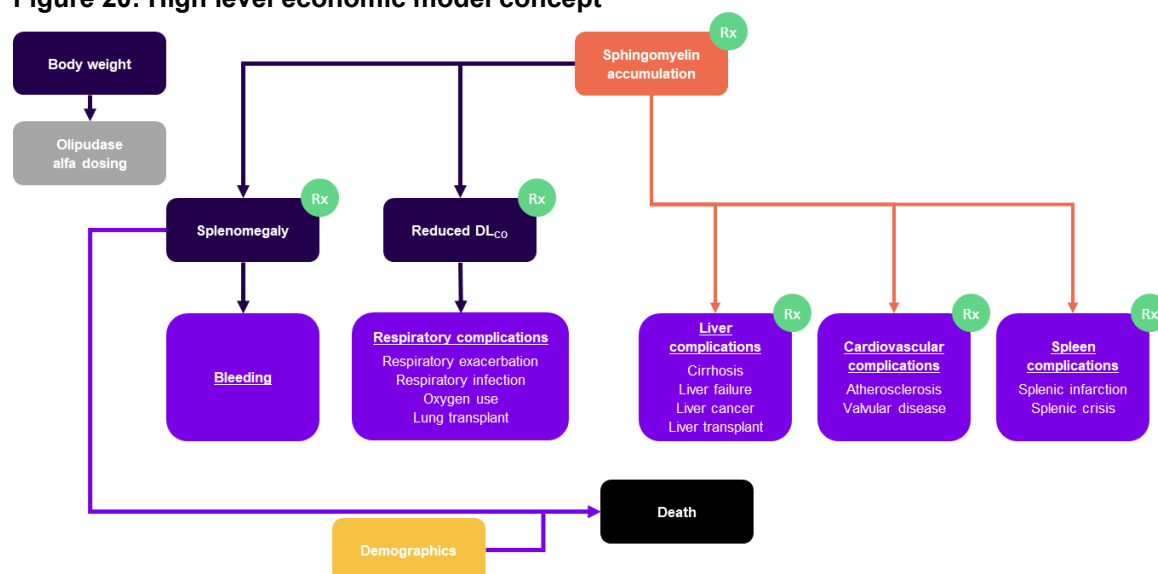 Figure 20: High level economic model concept
Rx
Body weight
Sphingomyelin
accumulation
Olipudase
alfa dosing
Rx
Rx
Splenomegaly
Reduced DLCO
Rx
Rx
Rx
Bleeding
Respiratory complications
Respiratory exacerbation
Respiratory infection
Oxygen use
Lung transplant
Liver
complications
Cirrhosis
Liver failure
Liver cancer
Liver transplant
Cardiovascular
complications
Atherosclerosis
Valvular disease
Spleen
complications
Splenic infarction
Splenic crisis
Death
Demographics